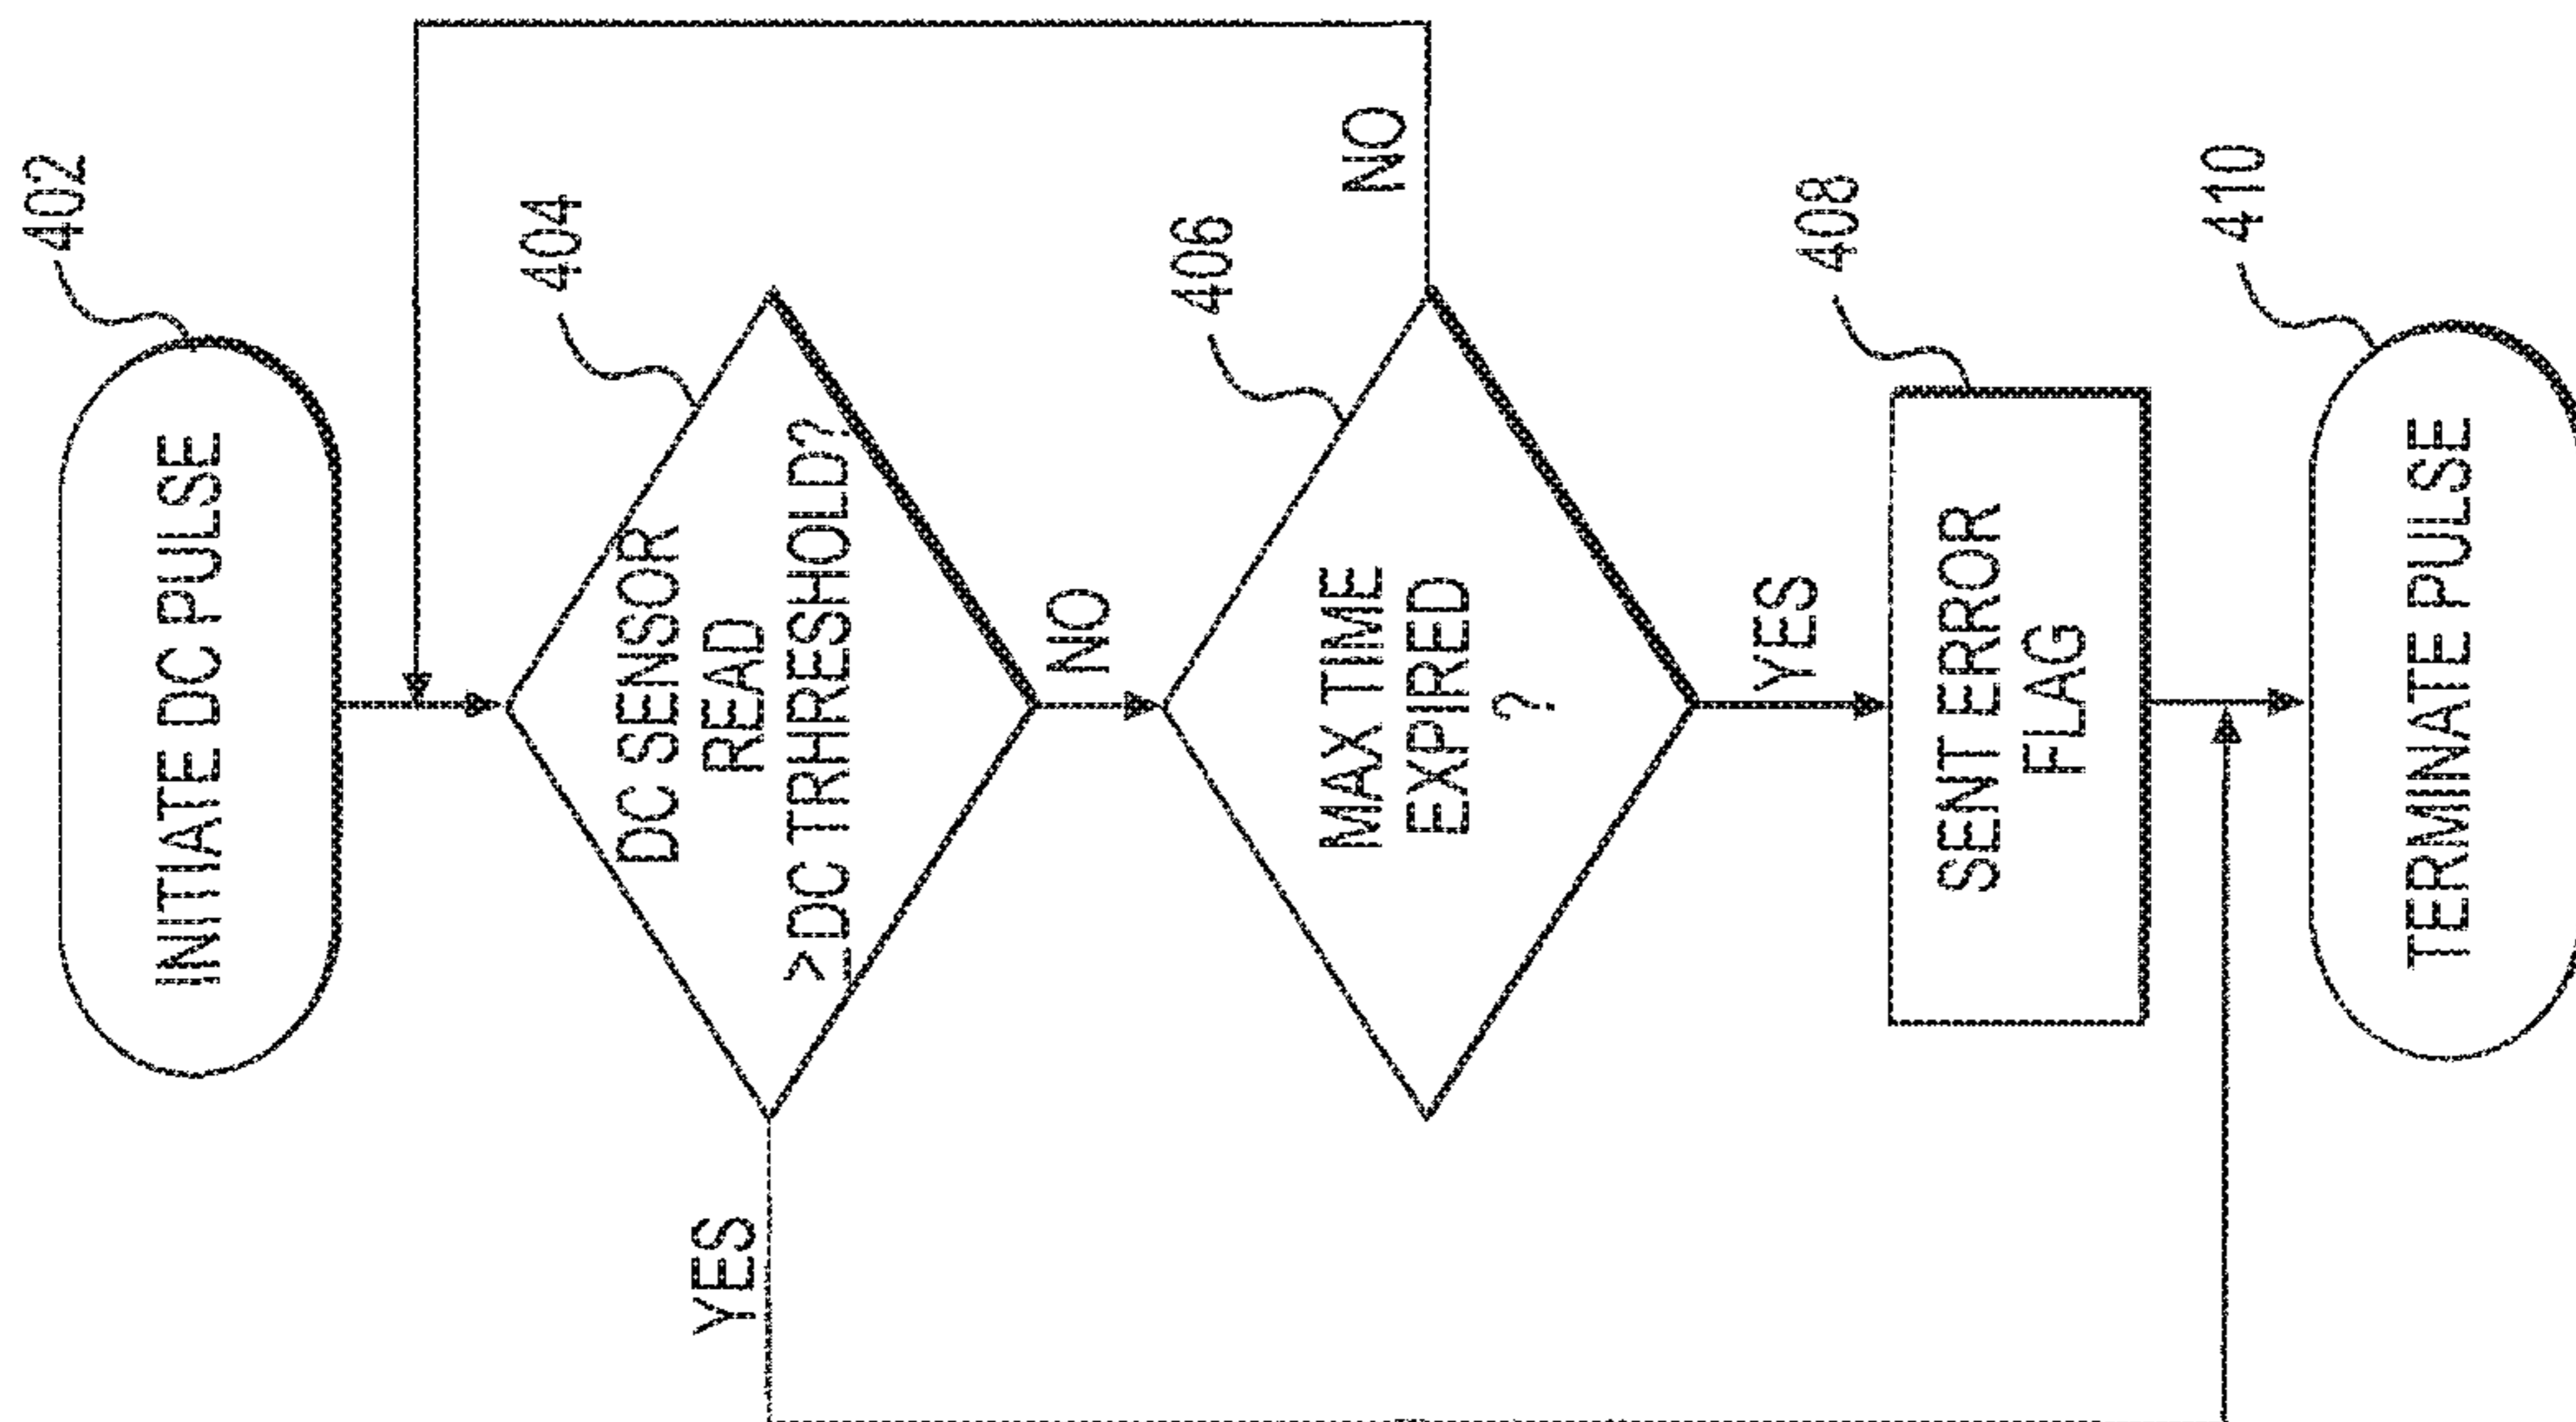 402
INITIATE DC PULSE
404
DC SENSOR
READ
≥DC TRHRESHOLD?
YES
NO
406
MAX TIME
EXPIRED
?
NO
YES
408
SENT ERROR
FLAG
410
TERMINATE PULSE